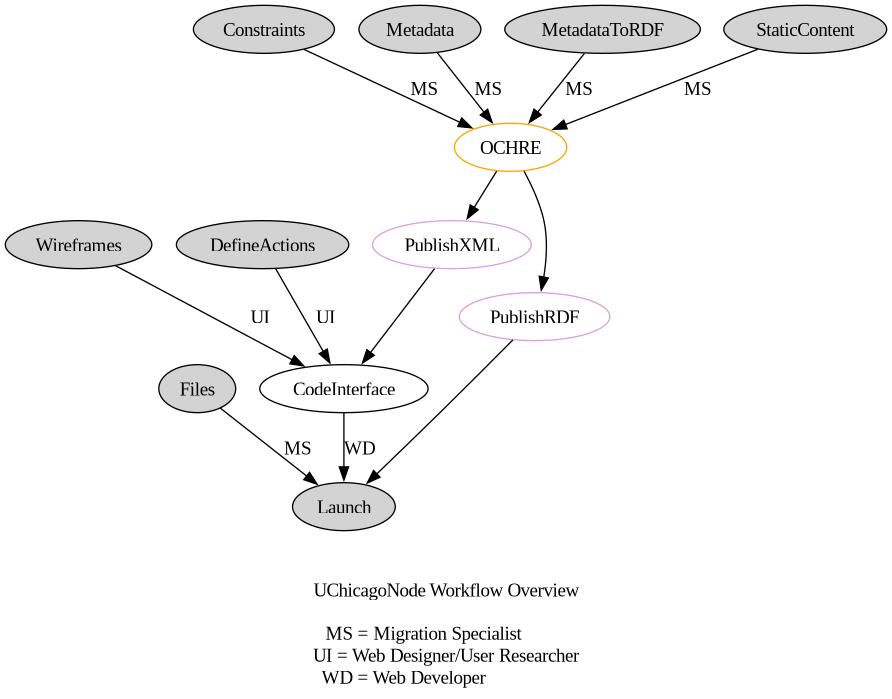 Constraints
Metadata
MetadataToRDF
StaticContent
MS
MS
MS
MS
OCHRE
Wireframes
DefineActions
PublishXML
UI
UI
PublishRDF
Files
CodeInterface
MS
WD
Launch
UChicagoNode Workflow Overview
MS = Migration Specialist
UI = Web Designer/User Researcher
WD = Web Developer